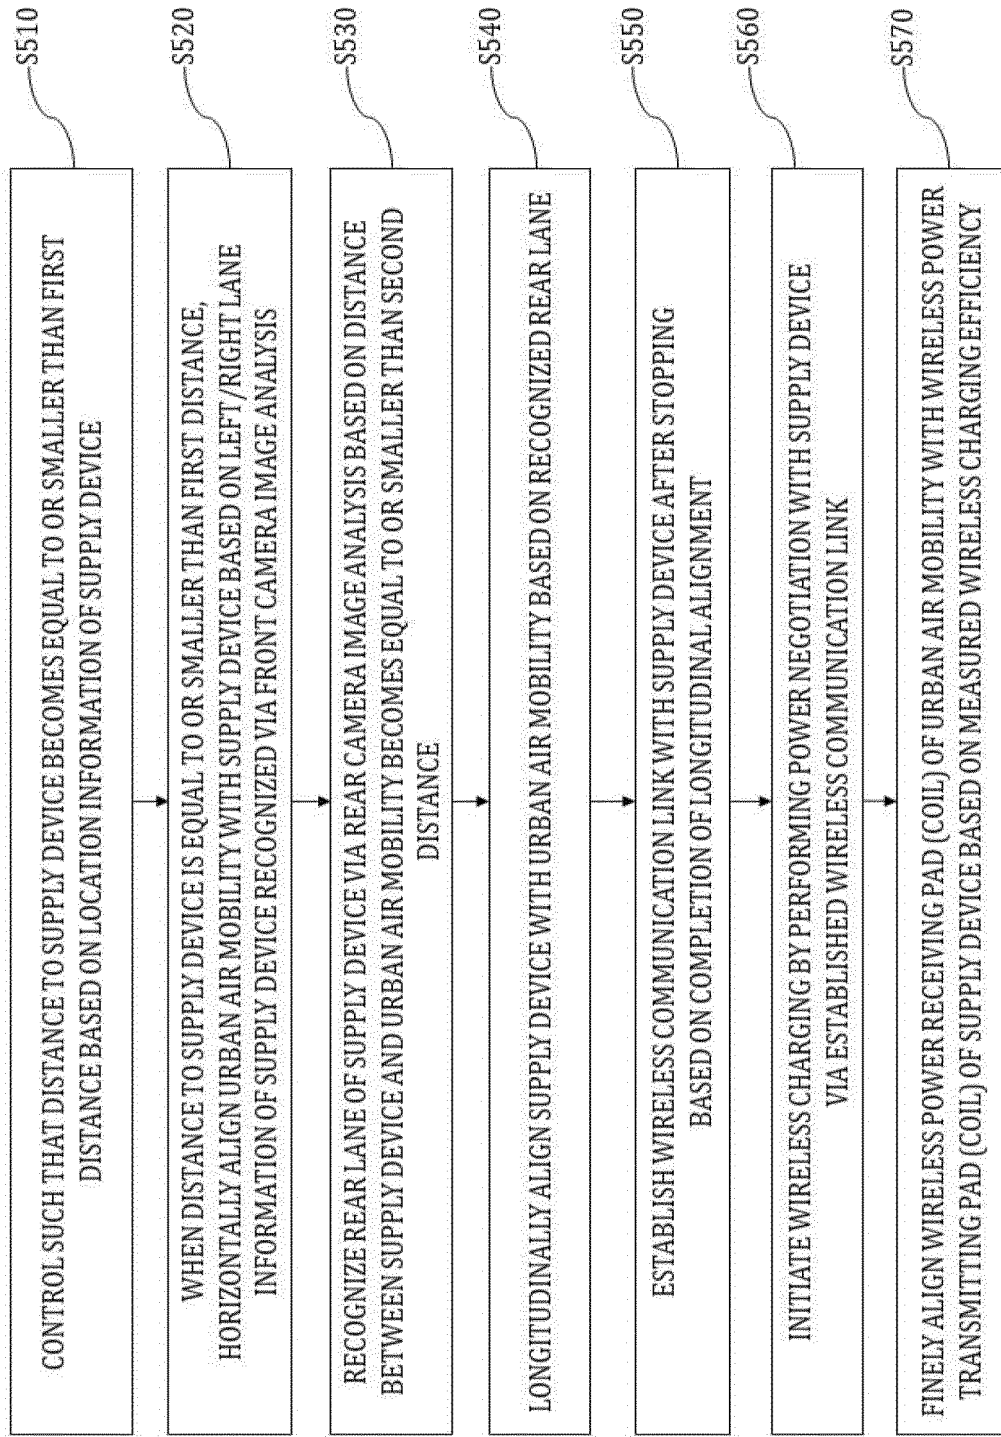 S510
CONTROL SUCH THAT DISTANCE TO SUPPLY DEVICE BECOMES EQUAL TO OR SMALLER THAN FIRST
DISTANCE BASED ON LOCATION INFORMATION OF SUPPLY DEVICE
S520
WHEN DISTANCE TO SUPPLY DEVICE IS EQUAL TO OR SMALLER THAN FIRST DISTANCE,
HORIZONTALLY ALIGN URBAN AIR MOBILITY WITH SUPPLY DEVICE BASED ON LEFT/RIGHT LANE
INFORMATION OF SUPPLY DEVICE RECOGNIZED VIA FRONT CAMERA IMAGE ANALYSIS
S530
RECOGNIZE REAR LANE OF SUPPLY DEVICE VIA REAR CAMERA IMAGE ANALYSIS BASED ON DISTANCE
BETWEEN SUPPLY DEVICE AND URBAN AIR MOBILITY BECOMES EQUAL TO OR SMALLER THAN SECOND
DISTANCE
S540
LONGITUDINALLY ALIGN SUPPLY DEVICE WITH URBAN AIR MOBILITY BASED ON RECOGNIZED REAR LANE
S550
ESTABLISH WIRELESS COMMUNICATION LINK WITH SUPPLY DEVICE AFTER STOPPING
BASED ON COMPLETION OF LONGITUDINAL ALIGNMENT
S560
INITIATE WIRELESS CHARGING BY PERFORMING POWER NEGOTIATION WITH SUPPLY DEVICE
VIA ESTABLISHED WIRELESS COMMUNICATION LINK
S570
FINELY ALIGN WIRELESS POWER RECEIVING PAD (COIL) OF URBAN AIR MOBILITY WITH WIRELESS POWER
TRANSMITTING PAD (COIL) OF SUPPLY DEVICE BASED ON MEASURED WIRELESS CHARGING EFFICIENCY